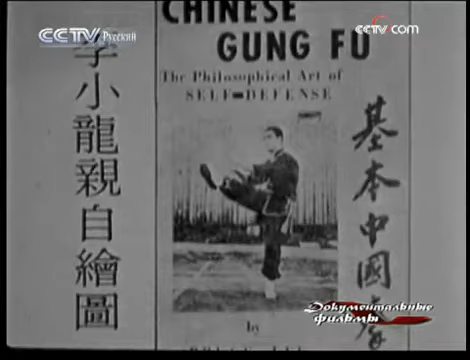 CCTV Русский
cctv.com
CHINESE
GUNG FU
The Philosophical Art of
SELF-DEFENSE
李小龍親自繪圖
基本中國拳
by
Документальные
фильмы